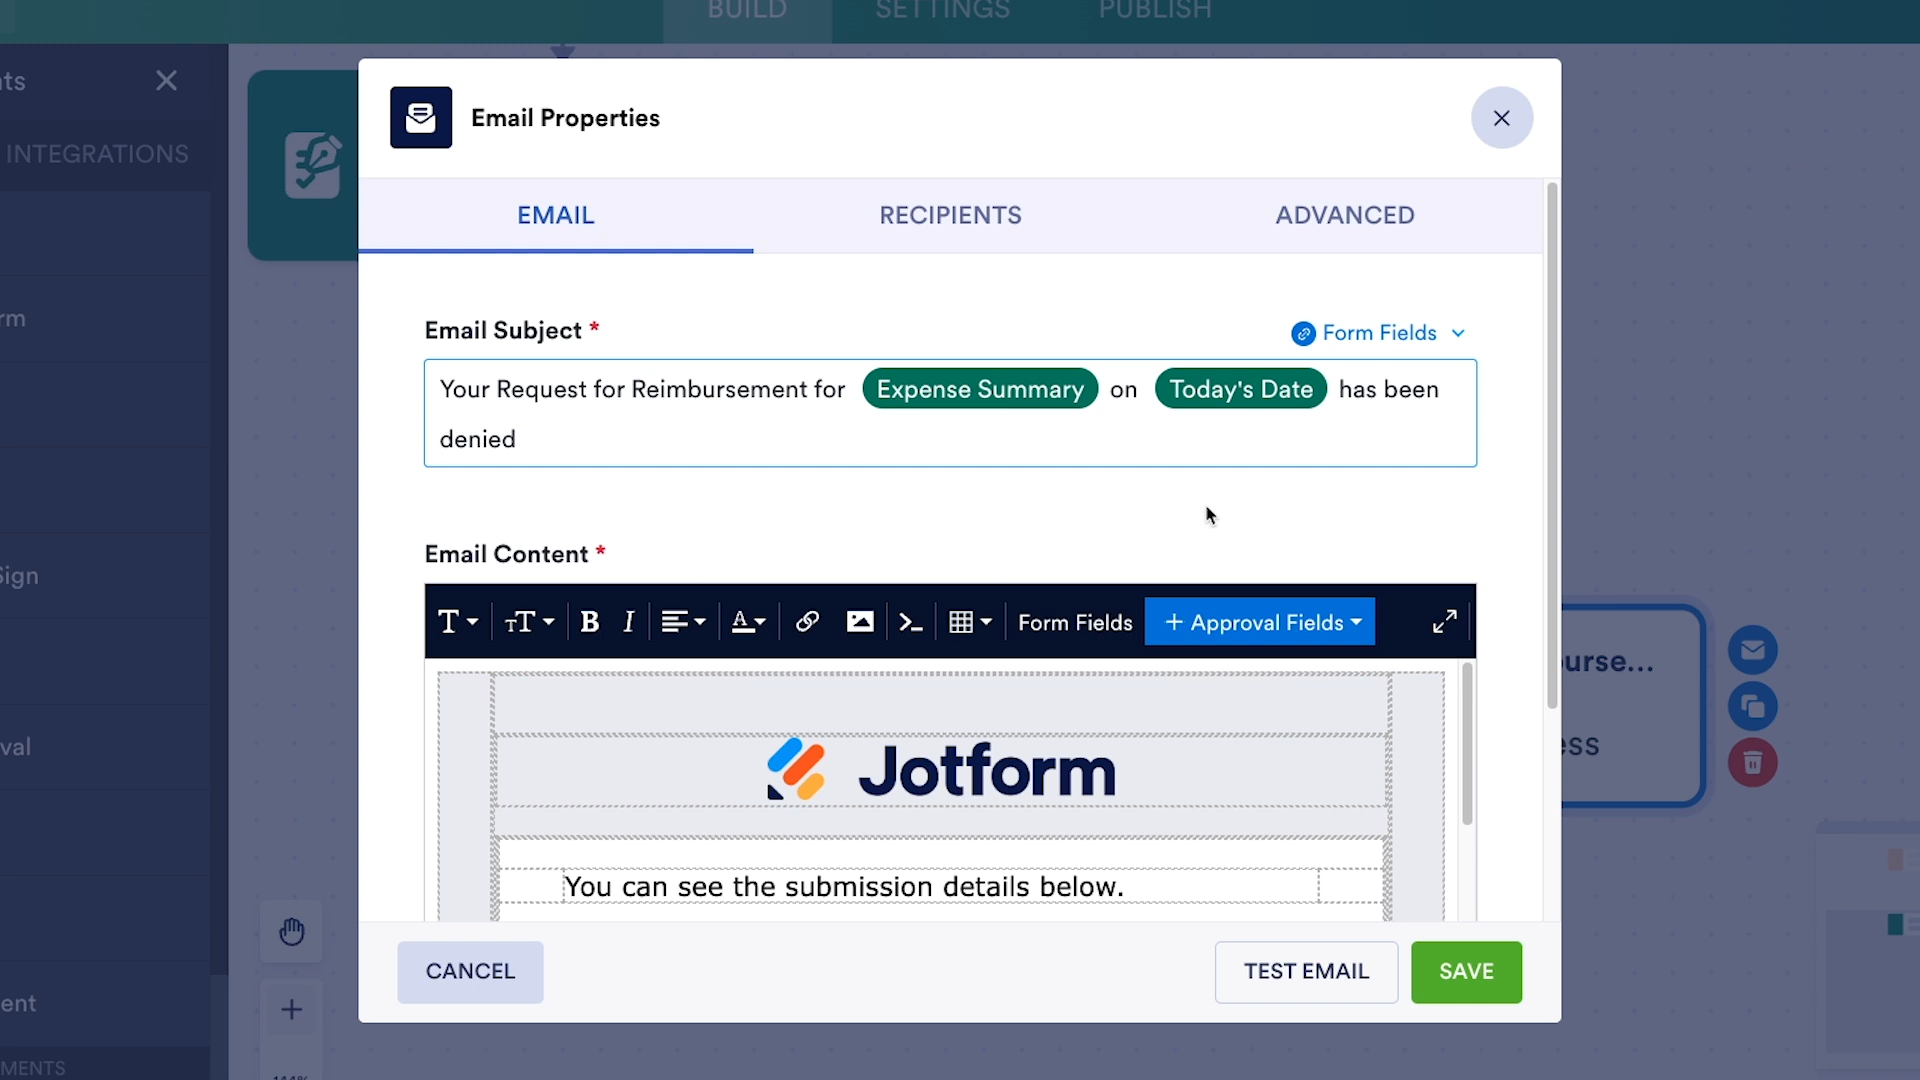 BUILD
SETTINGS
PUBLISH
ts
INTEGRATIONS
rm
Sign
val
ent
MENTS
Email Properties
EMAIL
RECIPIENTS
ADVANCED
Email Subject *
Form Fields
Your Request for Reimbursement for Expense Summary on Today's Date has been
denied
Email Content *
T TT B I A Form Fields + Approval Fields
Jotform
You can see the submission details below.
CANCEL
TEST EMAIL
SAVE
urse...
ess